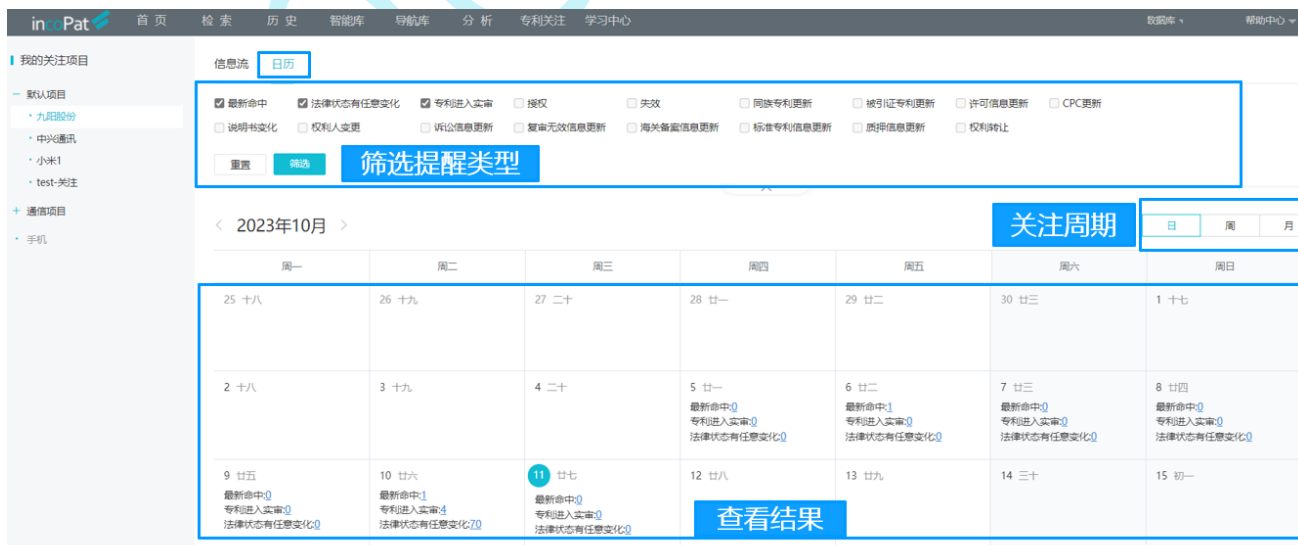 incoPat 首 页 检 索 历 史 智能库 导航库 分 析 专利关注 学习中心 数据库 帮助中心
我的关注项目
信息流 日历
默认项目
九阳股份
中兴通讯
小米1
test-关注
通信项目
手机
最新命中 法律状态有任意变化 专利进入实审 授权 失效 同族专利更新 被引证专利更新 许可信息更新 CPC更新
说明书变化 权利人变更 诉讼信息更新 复审无效信息更新 海关备案信息更新 标准专利信息更新 质押信息更新 权利转让
重置 筛选 筛选提醒类型
2023年10月 关注周期 日 周 月
周一 周二 周三 周四 周五 周六 周日
25 十八 26 十九 27 二十 28 廿一 29 廿二 30 廿三 1 十七
2 十八 3 十九 4 二十 5 廿一 6 廿二 7 廿三 8 廿四
最新命中:0 最新命中:1 最新命中:0 最新命中:0
专利进入实审:0 专利进入实审:0 专利进入实审:0 专利进入实审:0
法律状态有任意变化:0 法律状态有任意变化:0 法律状态有任意变化:0 法律状态有任意变化:0
9 廿五 10 廿六 11 廿七 12 廿八 13 廿九 14 三十 15 初一
最新命中:0 最新命中:1 最新命中:0
专利进入实审:0 专利进入实审:4 专利进入实审:0
法律状态有任意变化:0 法律状态有任意变化:70 法律状态有任意变化:0
查看结果